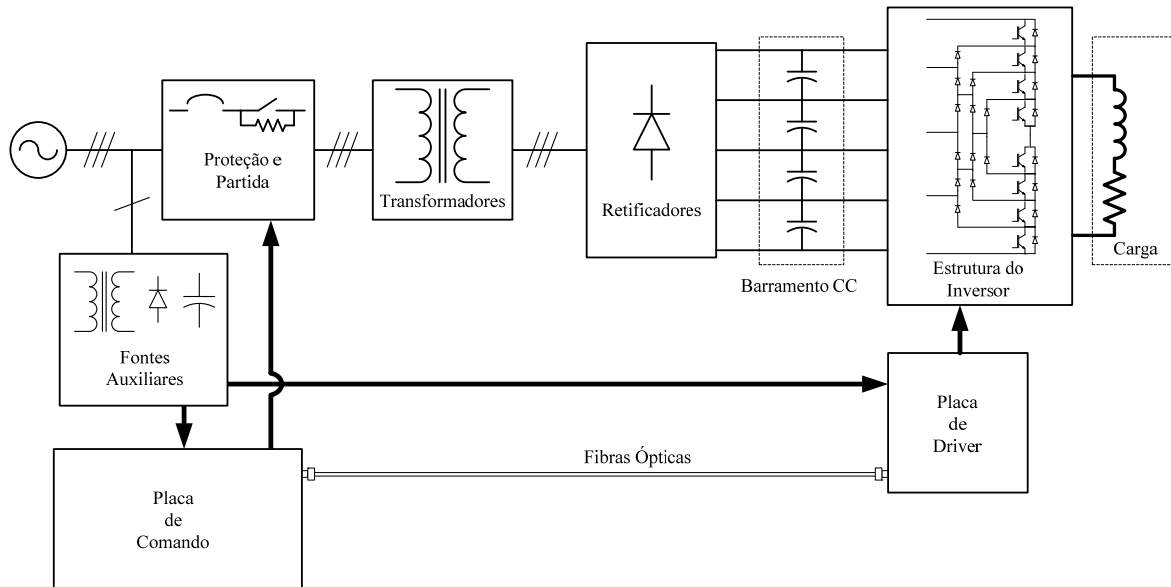 Proteção e
Partida
Transformadores
Retificadores
Barramento CC
Estrutura do
Inversor
Carga
Fontes
Auxiliares
Placa
de
Driver
Fibras Ópticas
Placa
de
Comando